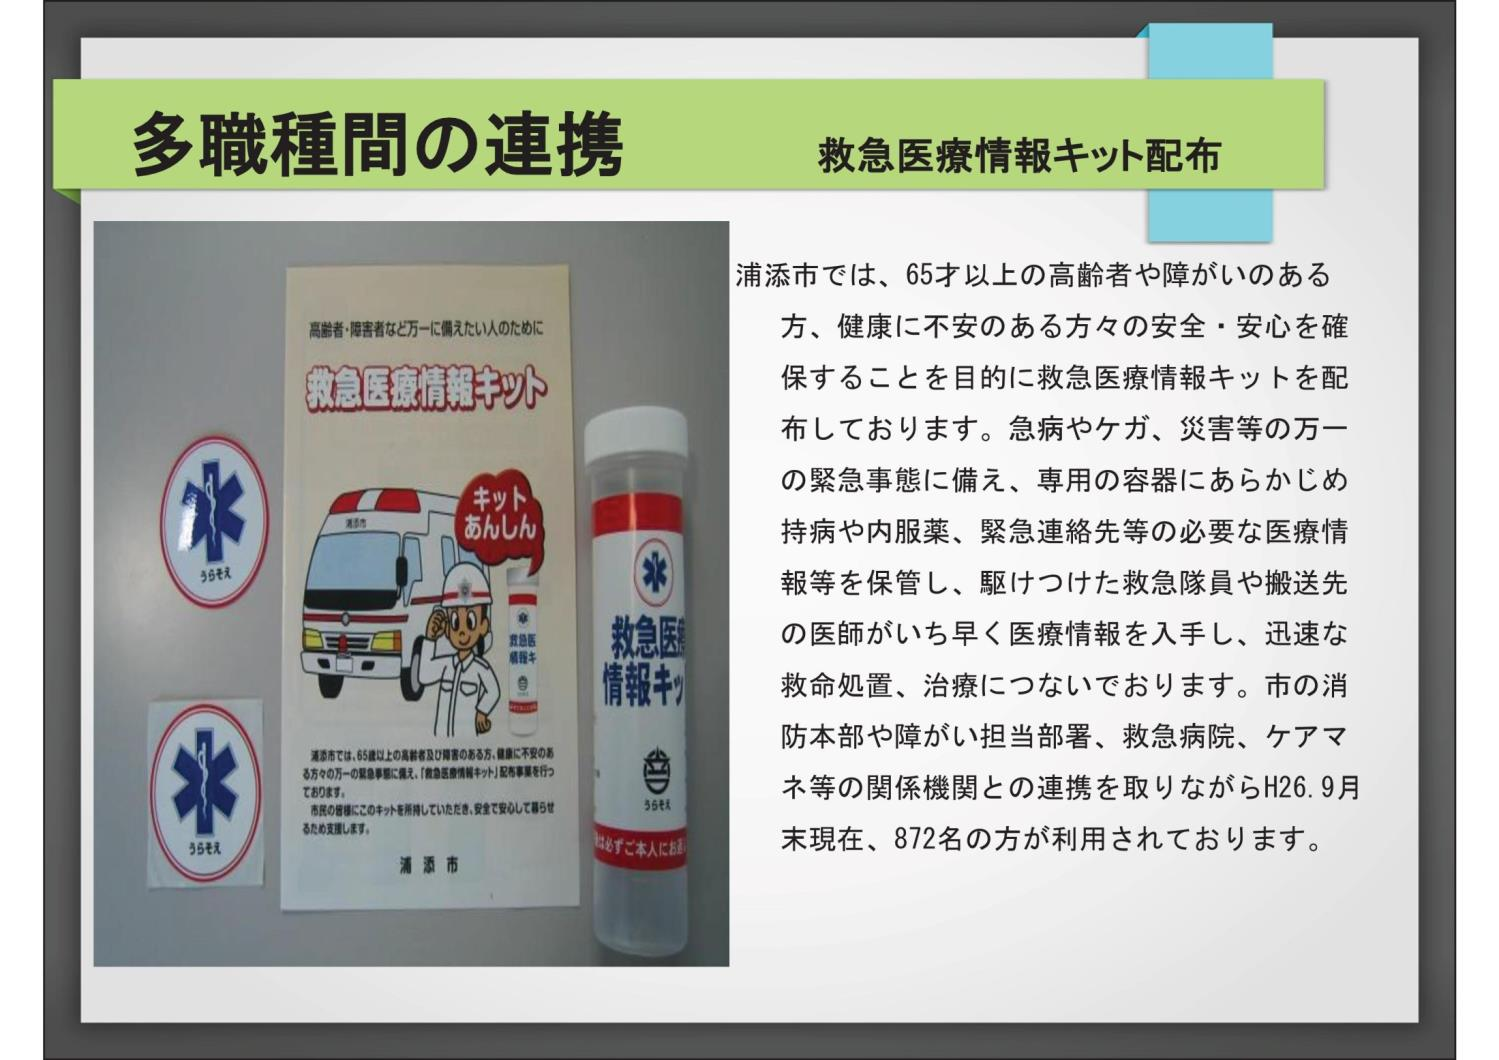 多職種間の連携
救急医療情報キット配布
浦添市では、65才以上の高齢者や障がいのある
方、健康に不安のある方々の安全・安心を確
保することを目的に救急医療情報キットを配
布しております。急病やケガ、災害等の万一
の緊急事態に備え、専用の容器にあらかじめ
持病や内服薬、緊急連絡先等の必要な医療情
報等を保管し、駆けつけた救急隊員や搬送先
の医師がいち早く医療情報を入手し、迅速な
救命処置、治療につないでおります。市の消
防本部や障がい担当部署、救急病院、ケアマ
ネ等の関係機関との連携を取りながらH26.9月
末現在、872名の方が利用されております。
高齢者・障害者など万一に備えたい人のために
救急医療情報キット
キット
あんしん
浦添市
救急医
情報キ
浦添市では、65歳以上の高齢者及び障害のある方、健康に不安のあ
る方々の万一の緊急事態に備え、「救急医療情報キット」配布事業を行っ
ております。
市民の皆様にこのキットを所持していただき、安全で安心して暮らせ
るため支援します。
浦添市
うらそえ
うらそえ
救急医療
情報キッ
うらそえ
は必ずご本人にお返